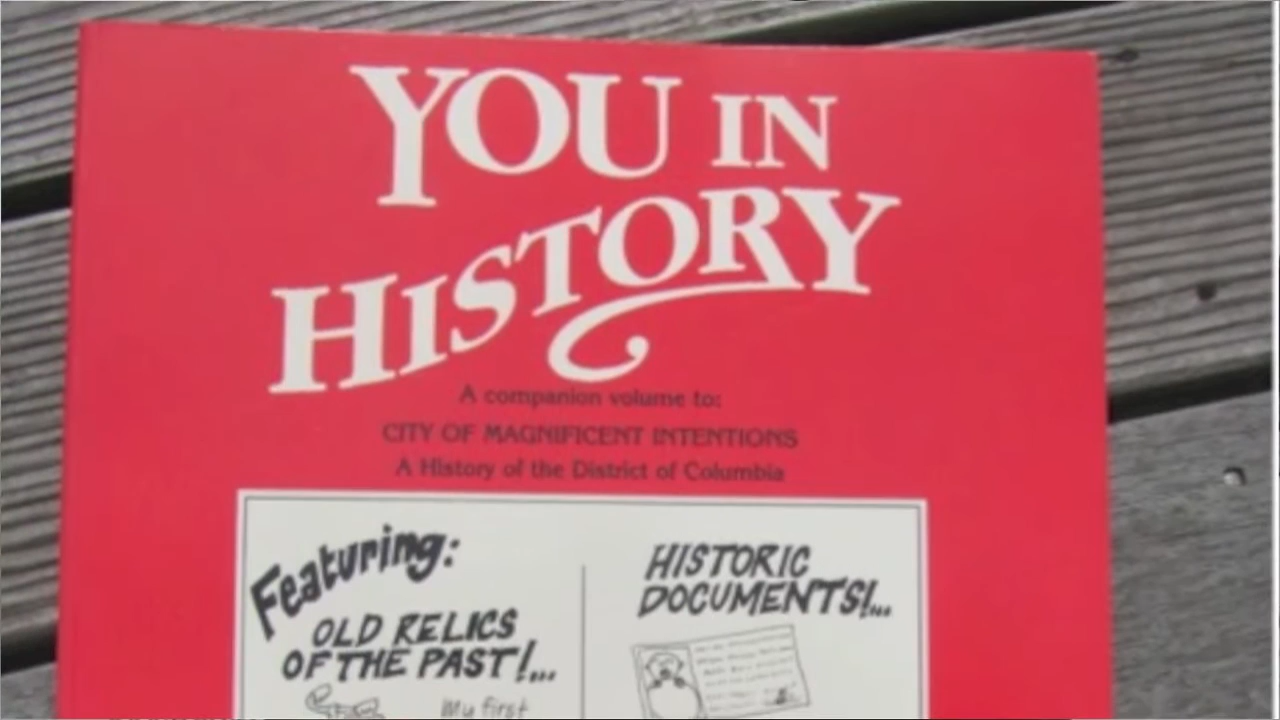 YOU IN
HISTORY
A companion volume to:
CITY OF MAGNIFICENT INTENTIONS
A History of the District of Columbia
Featuring:
OLD RELICS
OF THE PAST!...
My first
HISTORIC
DOCUMENTS!...